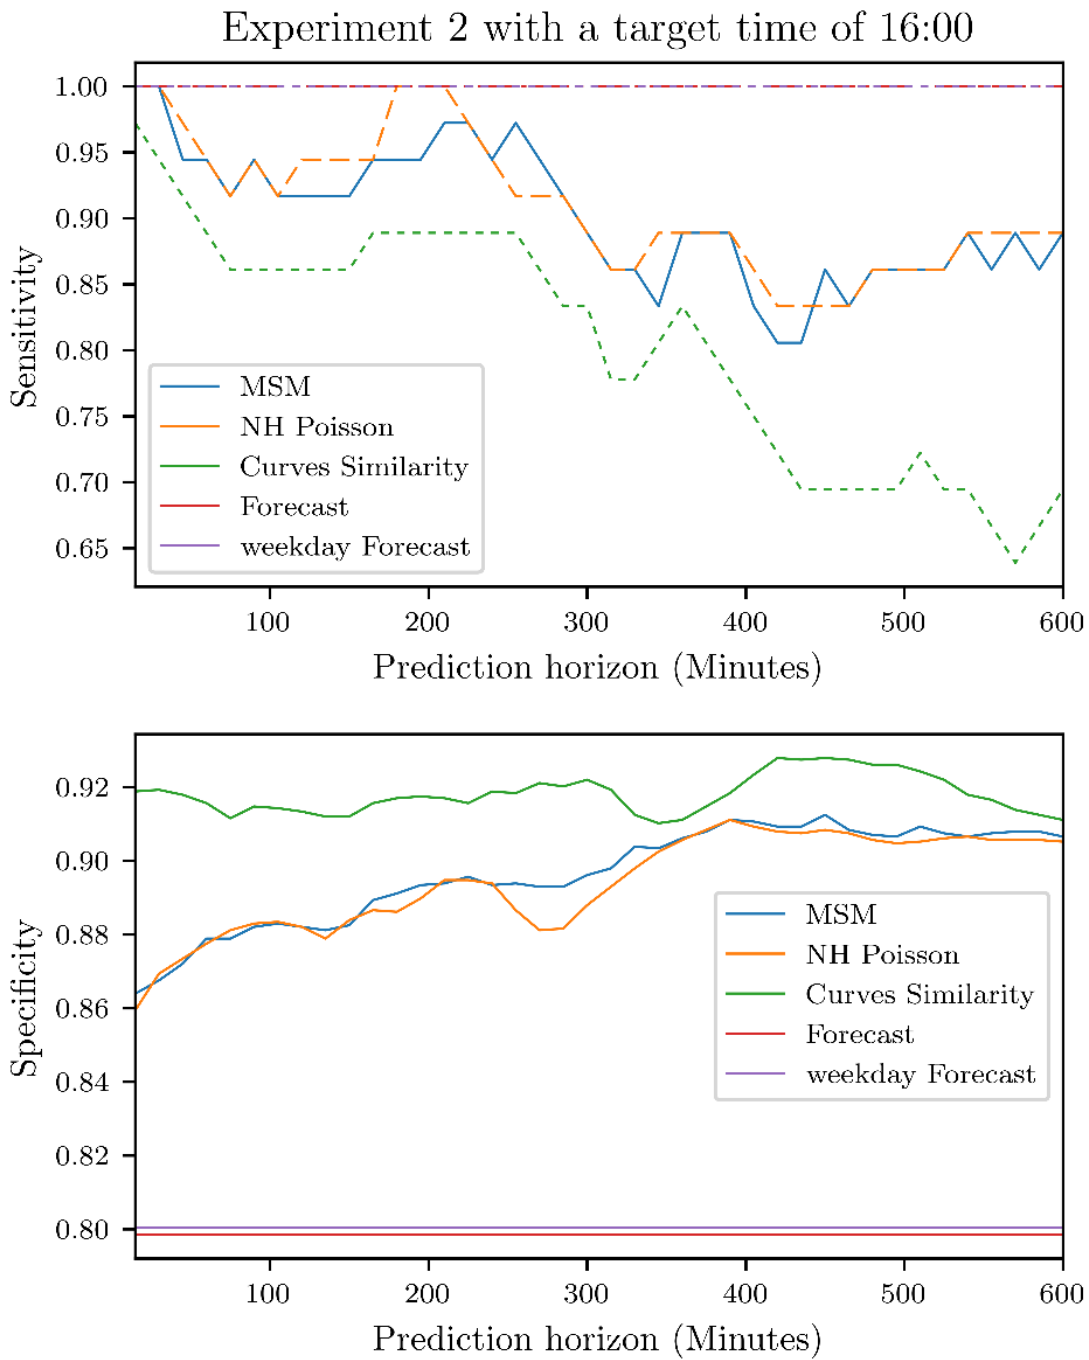 Experiment 2 with a target time of 16:00
1.00
0.95
0.90
0.85
0.80
0.75
0.70
0.65
Sensitivity
MSM
NH Poisson
Curves Similarity
Forecast
weekday Forecast
100 200 300 400 500 600
Prediction horizon (Minutes)
0.92
0.90
0.88
0.86
0.84
0.82
0.80
Specificity
MSM
NH Poisson
Curves Similarity
Forecast
weekday Forecast
100 200 300 400 500 600
Prediction horizon (Minutes)